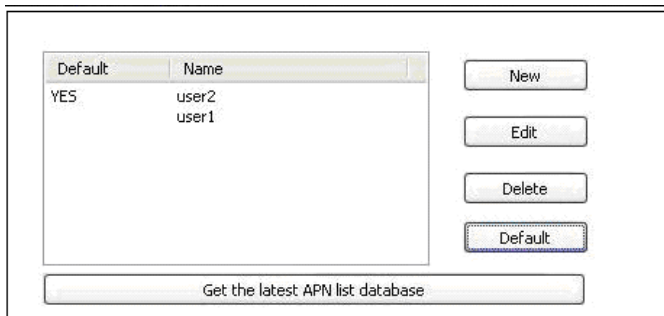 Default Name
YES user2
user1
New
Edit
Delete
Default
Get the latest APN list database